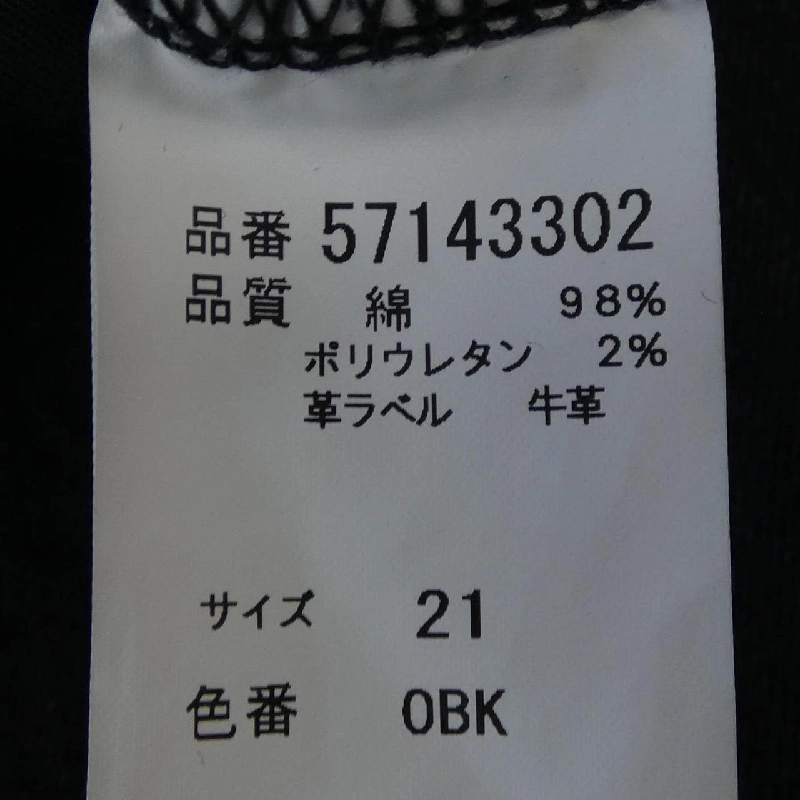 品番 57143302
品質 綿 98%
ポリウレタン 2%
革ラベル 牛革
サイズ 21
色番 0BK